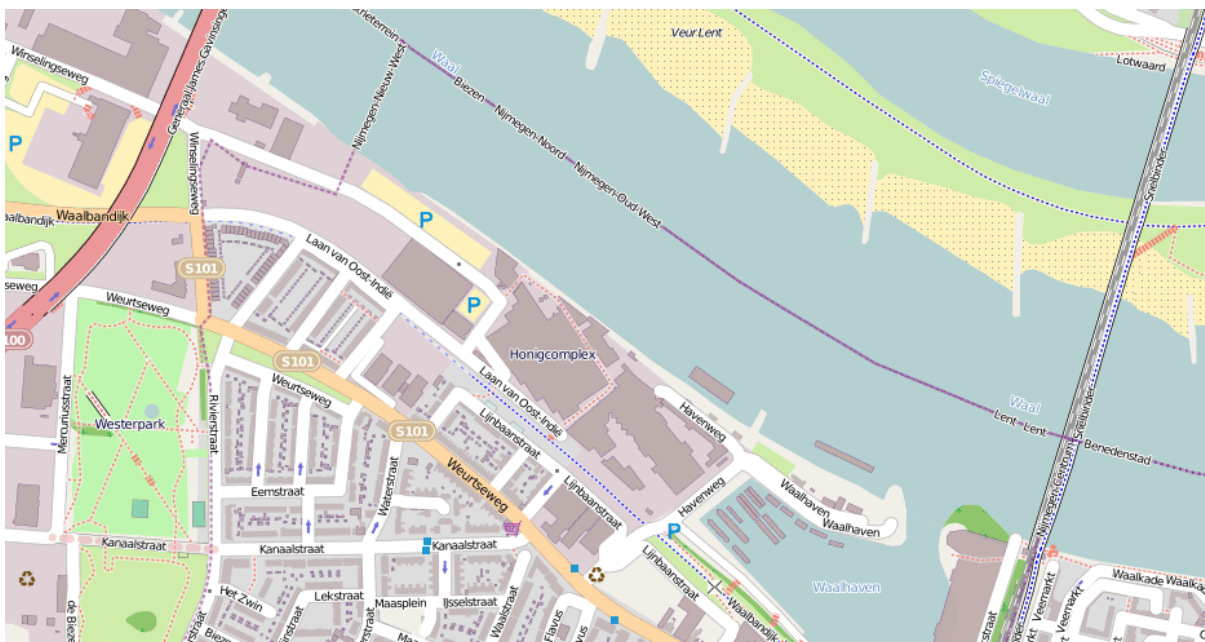 Winselingseweg
Generaal James Gavinsingel
Waal
Veur Lent
Lotwaard
Spiegelwaal
Snelbinder
Nijmegen-Nieuw-West
Biezen
Nijmegen-Noord
Nijmegen-Oud-West
P
Winselingseweg
Waalbandijk
P
Laan van Oost-Indië
S101
P
Weurtseweg
S101
Honigcomplex
Laan van Oost-Indië
Weurtseweg
Mercuriusstraat
Westerpark
Rivierstraat
S101
Lijnbaanstraat
Havenweg
Waal
Lent
Lent
Benedenstad
Snelbinder
Weurtseweg
Waterstraat
Eemstraat
Lijnbaanstraat
Havenweg
Waalhaven
Waalhaven
Nijmegen-Centrum
Kanaalstraat
Kanaalstraat
Kanaalstraat
P
Lijnbaanstraat
Waalhaven
Het Zwin
Lekstraat
Maasplein
IJsselstraat
Waalstraat
Flavus
Waalbandijk
Veemarkt
Veemarkt
Waalkade